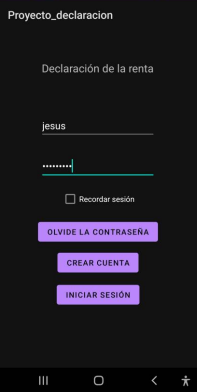 Proyecto_declaracion
Declaración de la renta
jesus
•••••••••
Recordar sesión
OLVIDE LA CONTRASEÑA
CREAR CUENTA
INICIAR SESIÓN